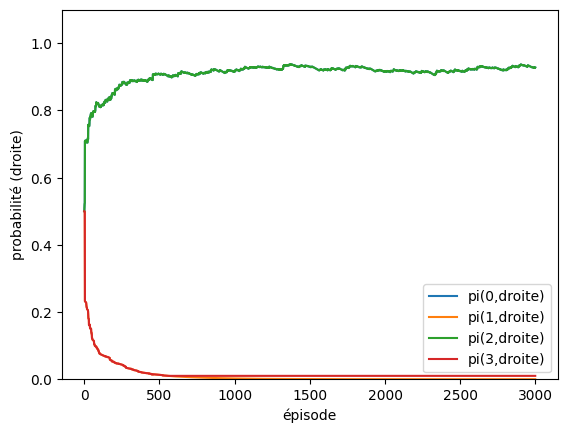 1.0
0.8
0.6
0.4
0.2
0.0
probabilité (droite)
0 500 1000 1500 2000 2500 3000
épisode
pi(0,droite)
pi(1,droite)
pi(2,droite)
pi(3,droite)